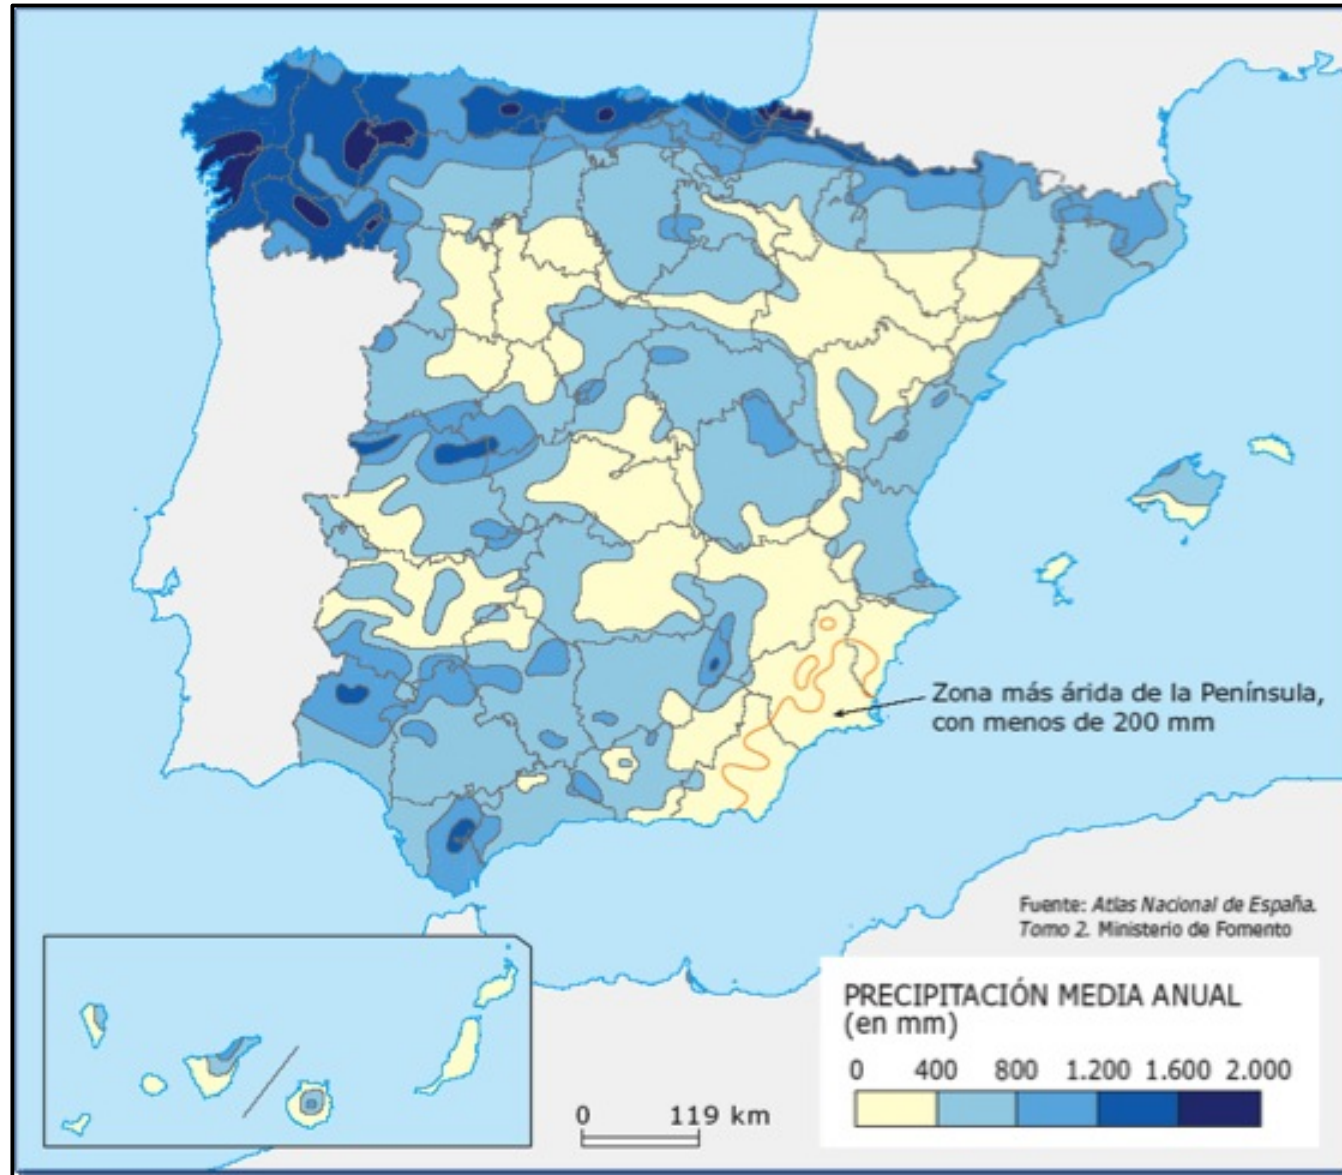 Zona más árida de la Península,
con menos de 200 mm
Fuente: Atlas Nacional de España.
Tomo 2. Ministerio de Fomento
PRECIPITACIÓN MEDIA ANUAL
(en mm)
0 400 800 1.200 1.600 2.000
0 119 km